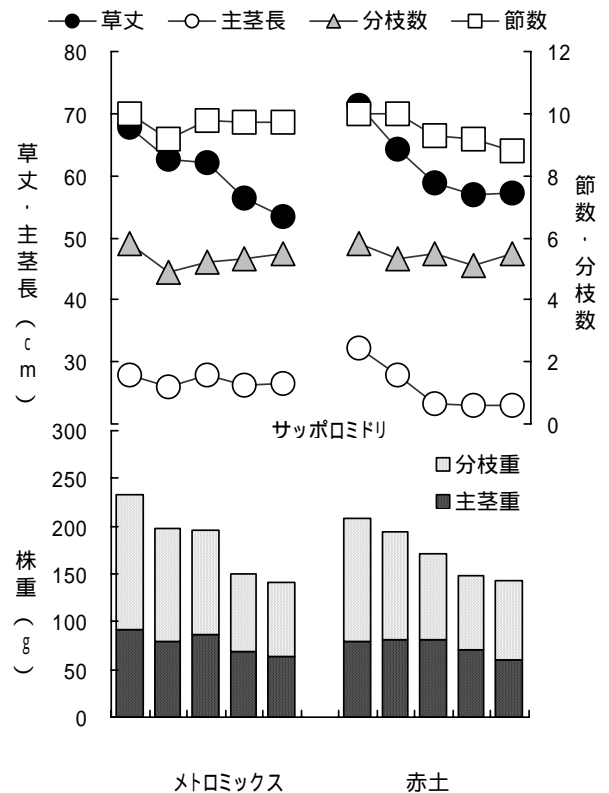 草丈 主茎長 分枝数 節数
80
70
60
50
40
30
草丈・主茎長(cm)
12
10
8
6
4
2
0
節数・分枝数
サッポロミドリ
300
250
200
150
100
50
0
株重(g)
分枝重
主茎重
メトロミックス 赤土